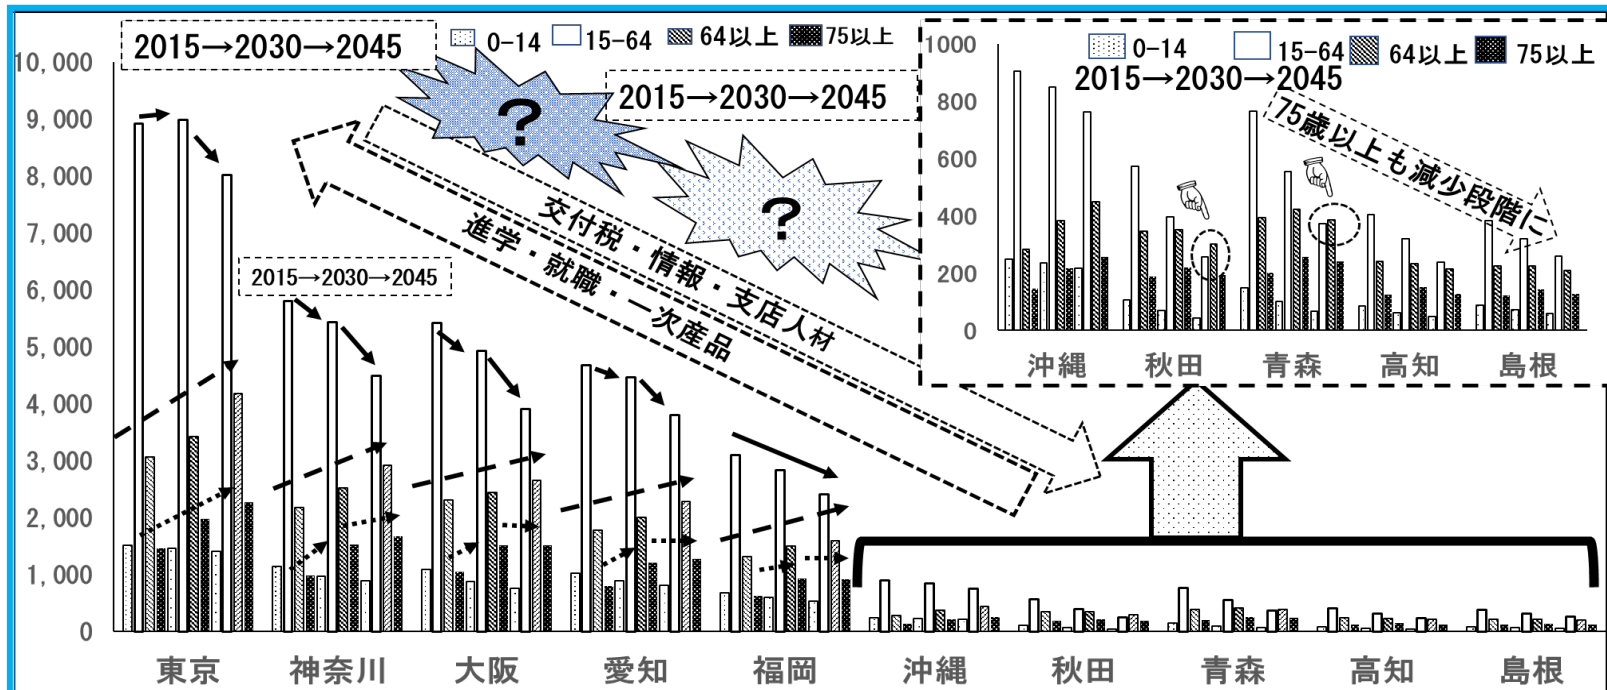 2015→2030→2045
0-14
15-64
64以上
75以上
10,000
9,000
8,000
7,000
6,000
5,000
4,000
3,000
2,000
1,000
0
2015→2030→2045
?
?
2015→2030→2045
交付税・情報・支店人材
進学・就職・一次産品
東京
神奈川
大阪
愛知
福岡
沖縄
秋田
青森
高知
島根
0-14
15-64
64以上
75以上
2015→2030→2045
75歳以上も減少段階に
1000
800
600
400
200
0
沖縄
秋田
青森
高知
島根